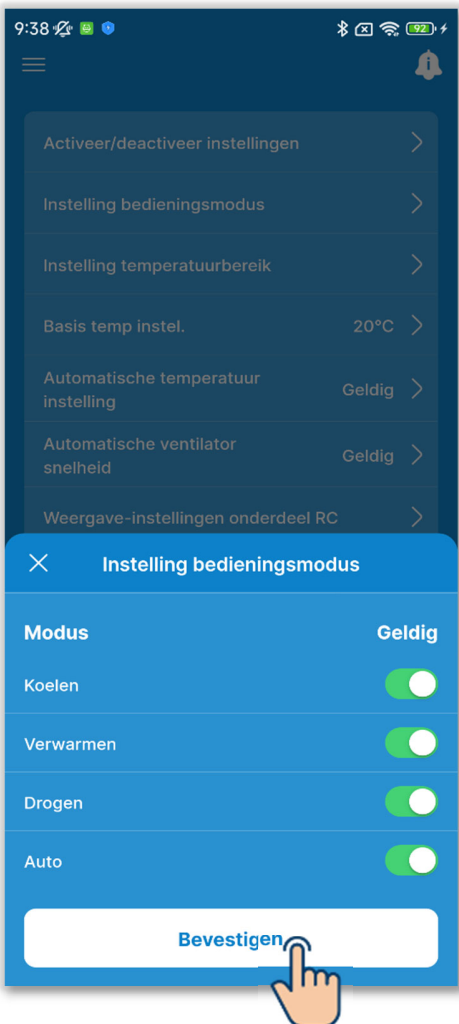 9:38
92
Activeer/deactiveer instellingen
Instelling bedieningsmodus
Instelling temperatuurbereik
Basis temp instel. 20°C
Automatische temperatuur
instelling
Geldig
Automatische ventilator
snelheid
Geldig
Weergave-instellingen onderdeel RC
Instelling bedieningsmodus
Modus Geldig
Koelen
Verwarmen
Drogen
Auto
Bevestigen